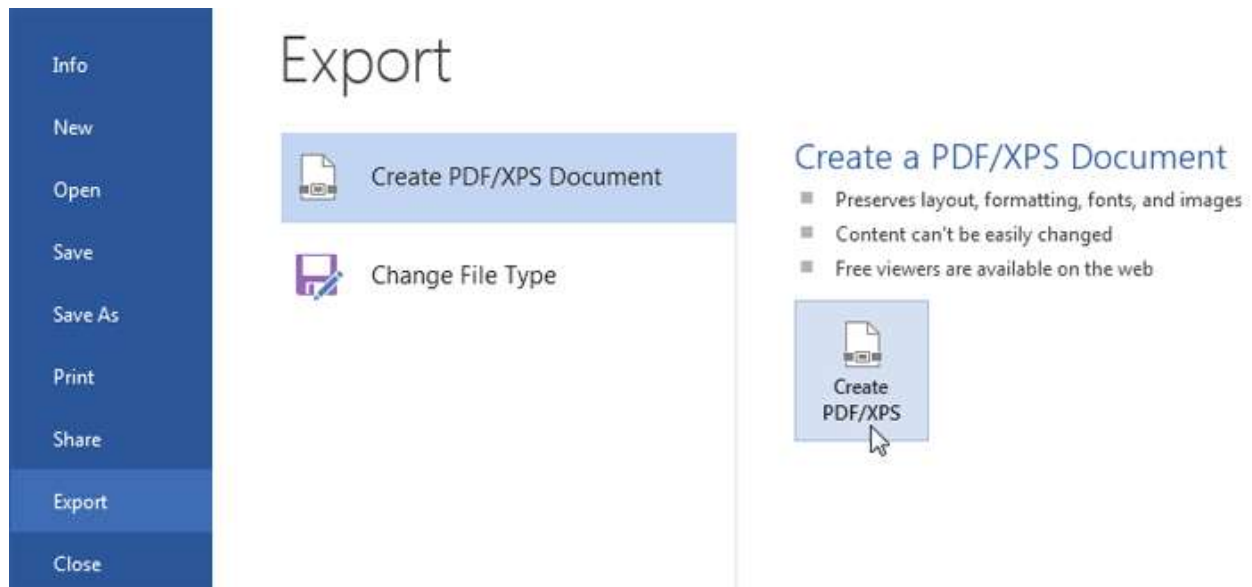 Info
New
Open
Save
Save As
Print
Share
Export
Close
Export
Create PDF/XPS Document
Change File Type
Create a PDF/XPS Document
Preserves layout, formatting, fonts, and images
Content can't be easily changed
Free viewers are available on the web
Create
PDF/XPS